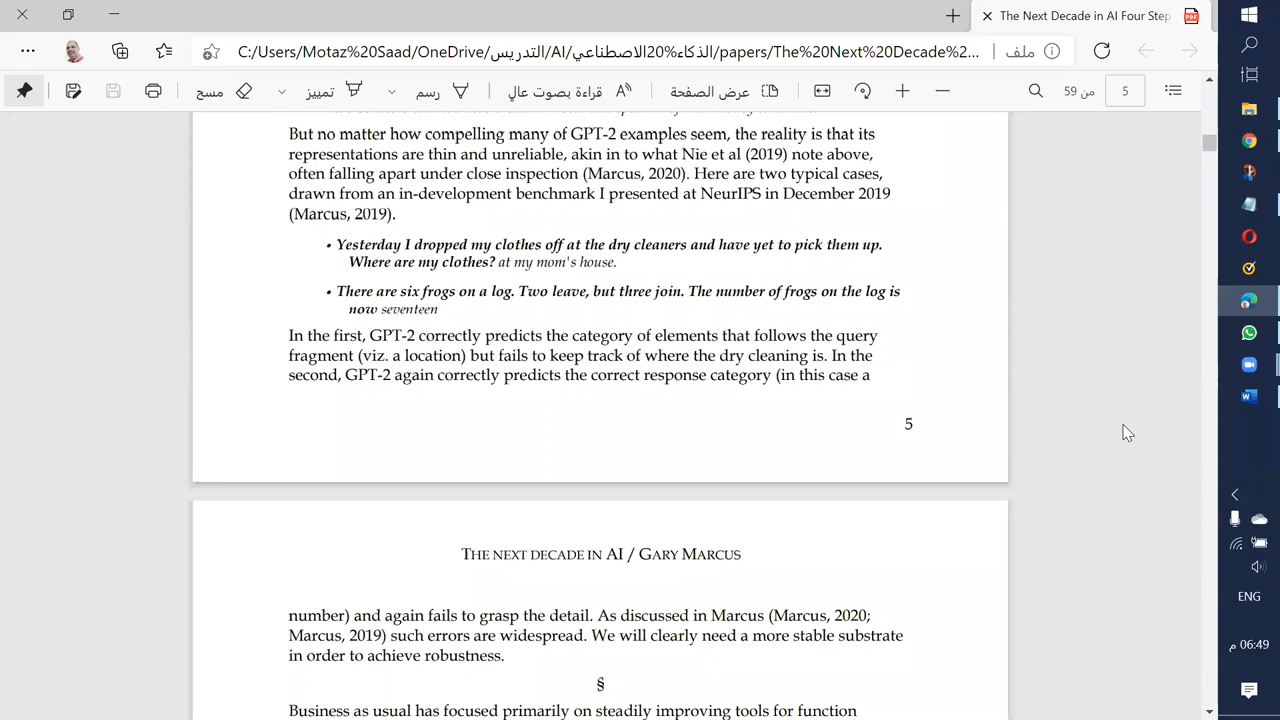 The Next Decade in AI Four Step
C:/Users/Motaz%20Saad/OneDrive/التدريس/AI/الذكاء%20الاصطناعي/papers/The%20Next%20Decade%2...
ملف
مسح
تمييز
رسم
قراءة بصوت عالٍ
عرض الصفحة
من 59
5
But no matter how compelling many of GPT-2 examples seem, the reality is that its
representations are thin and unreliable, akin in to what Nie et al (2019) note above,
often falling apart under close inspection (Marcus, 2020). Here are two typical cases,
drawn from an in-development benchmark I presented at NeurIPS in December 2019
(Marcus, 2019).
• Yesterday I dropped my clothes off at the dry cleaners and have yet to pick them up.
Where are my clothes? at my mom's house.
• There are six frogs on a log. Two leave, but three join. The number of frogs on the log is
now seventeen
In the first, GPT-2 correctly predicts the category of elements that follows the query
fragment (viz. a location) but fails to keep track of where the dry cleaning is. In the
second, GPT-2 again correctly predicts the correct response category (in this case a
5
THE NEXT DECADE IN AI / GARY MARCUS
number) and again fails to grasp the detail. As discussed in Marcus (Marcus, 2020;
Marcus, 2019) such errors are widespread. We will clearly need a more stable substrate
in order to achieve robustness.
§
Business as usual has focused primarily on steadily improving tools for function
ENG
06:49 م